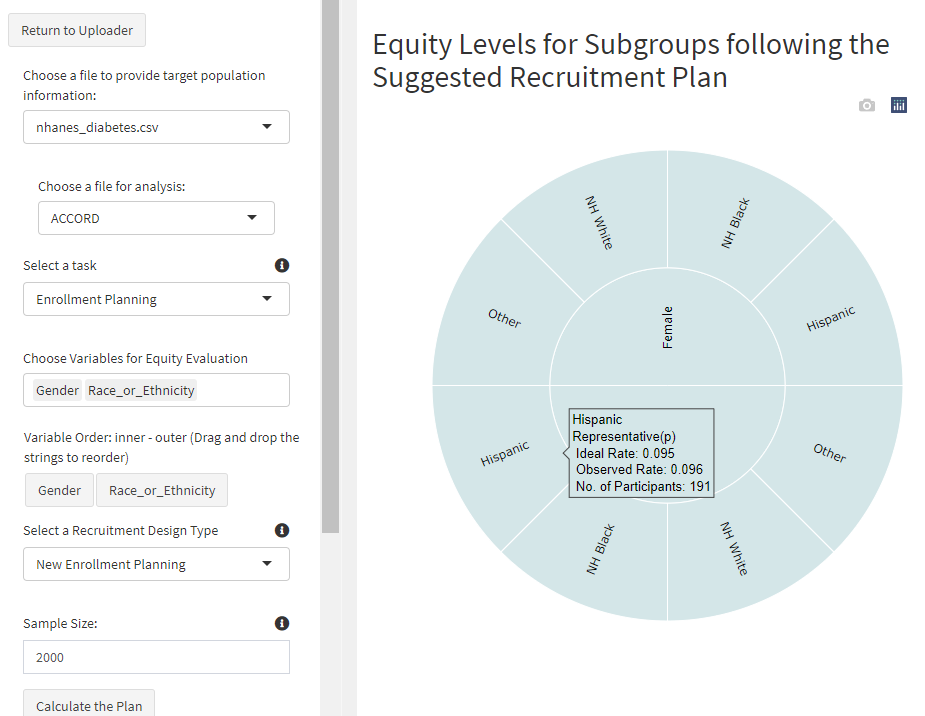 Return to Uploader
Choose a file to provide target population
information:
nhanes_diabetes.csv
Choose a file for analysis:
ACCORD
Select a task
Enrollment Planning
Choose Variables for Equity Evaluation
Gender Race_or_Ethnicity
Variable Order: inner - outer (Drag and drop the
strings to reorder)
Gender Race_or_Ethnicity
Select a Recruitment Design Type
New Enrollment Planning
Sample Size:
2000
Calculate the Plan
Equity Levels for Subgroups following the
Suggested Recruitment Plan
NH White
NH Black
Other
Hispanic
Female
Hispanic
Representative(p)
Ideal Rate: 0.095
Observed Rate: 0.096
No. of Participants: 191
Hispanic
Other
NH Black
NH White